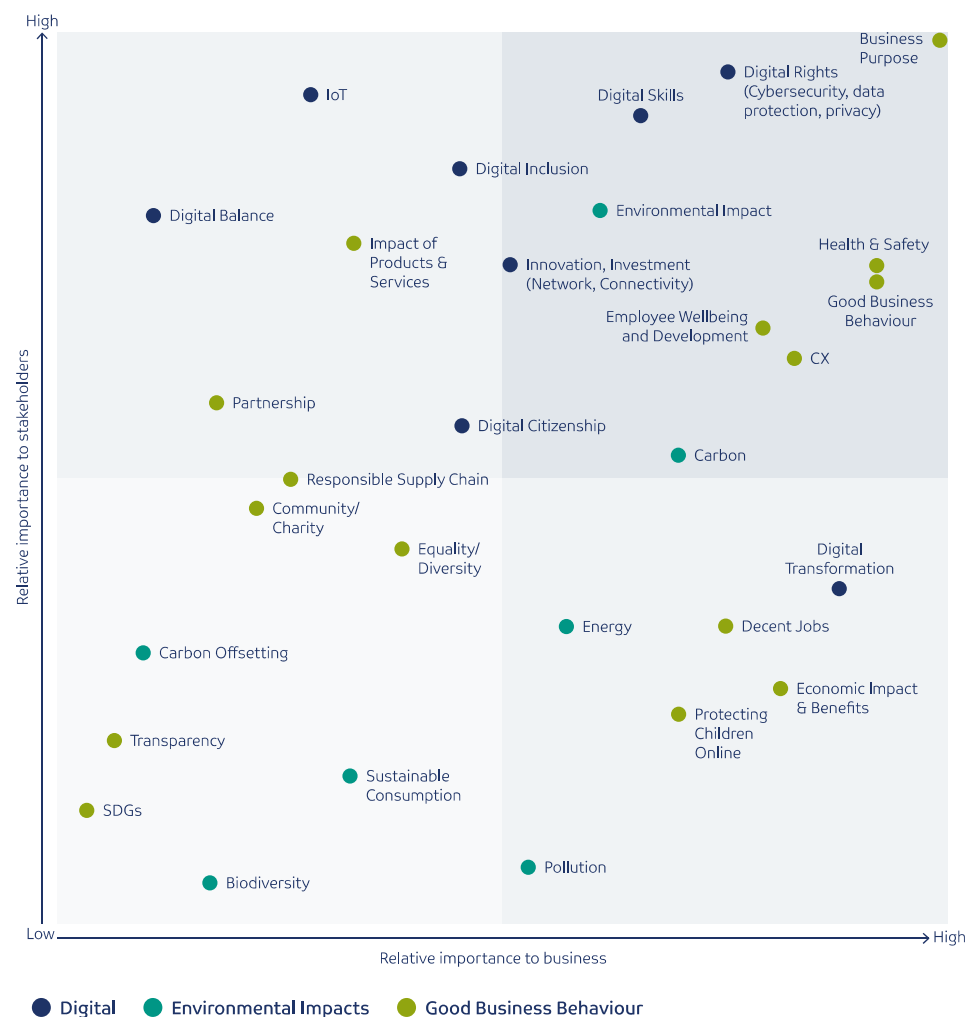 High
Business
Purpose
Digital Rights
(Cybersecurity, data
protection, privacy)
IoT
Digital Skills
Digital Inclusion
Digital Balance
Environmental Impact
Impact of
Products &
Services
Innovation, Investment
(Network, Connectivity)
Health & Safety
Good Business
Behaviour
Employee Wellbeing
and Development
CX
Partnership
Digital Citizenship
Carbon
Responsible Supply Chain
Community/
Charity
Equality/
Diversity
Digital
Transformation
Energy
Decent Jobs
Carbon Offsetting
Economic Impact
& Benefits
Protecting
Children
Online
Transparency
Sustainable
Consumption
SDGs
Pollution
Biodiversity
Relative importance to stakeholders
Low
High
Relative importance to business
Digital
Environmental Impacts
Good Business Behaviour